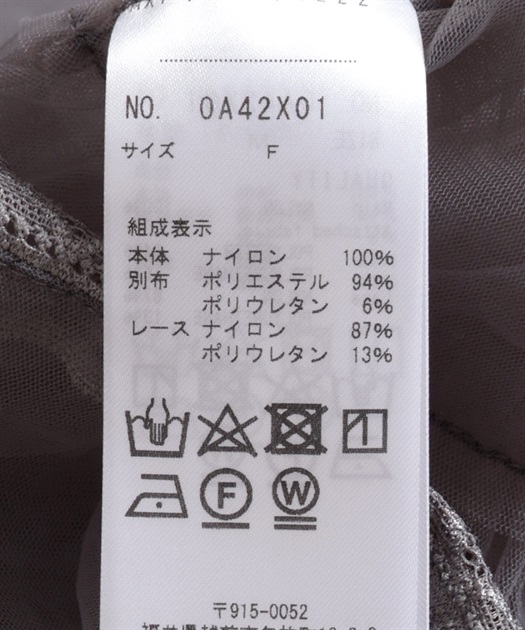 NO. 0A42X01
サイズ F
組成表示
本体 ナイロン 100%
別布 ポリエステル 94%
ポリウレタン 6%
レース ナイロン 87%
ポリウレタン 13%
F W
〒915-0052